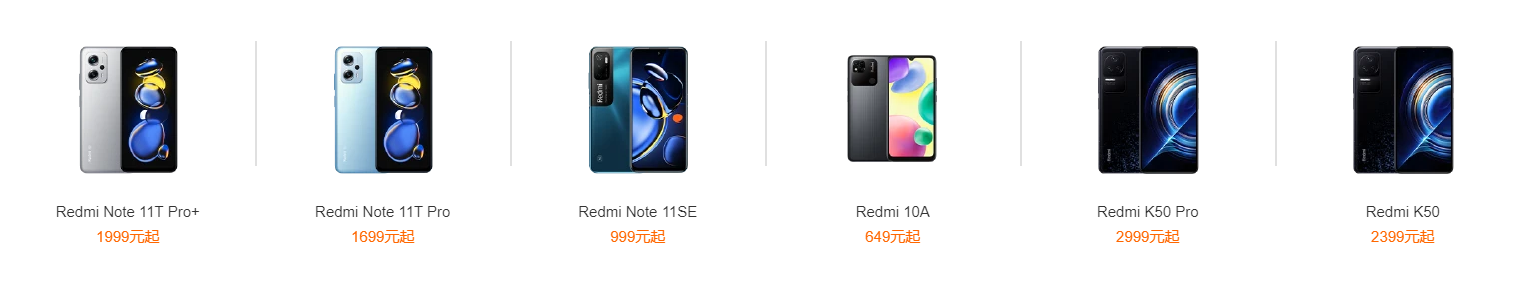 Redmi Note 11T Pro+
1999元起
Redmi Note 11T Pro
1699元起
Redmi
Redmi Note 11SE
999元起
Redmi 10A
649元起
Redmi K50 Pro
2999元起
Redmi K50
2399元起